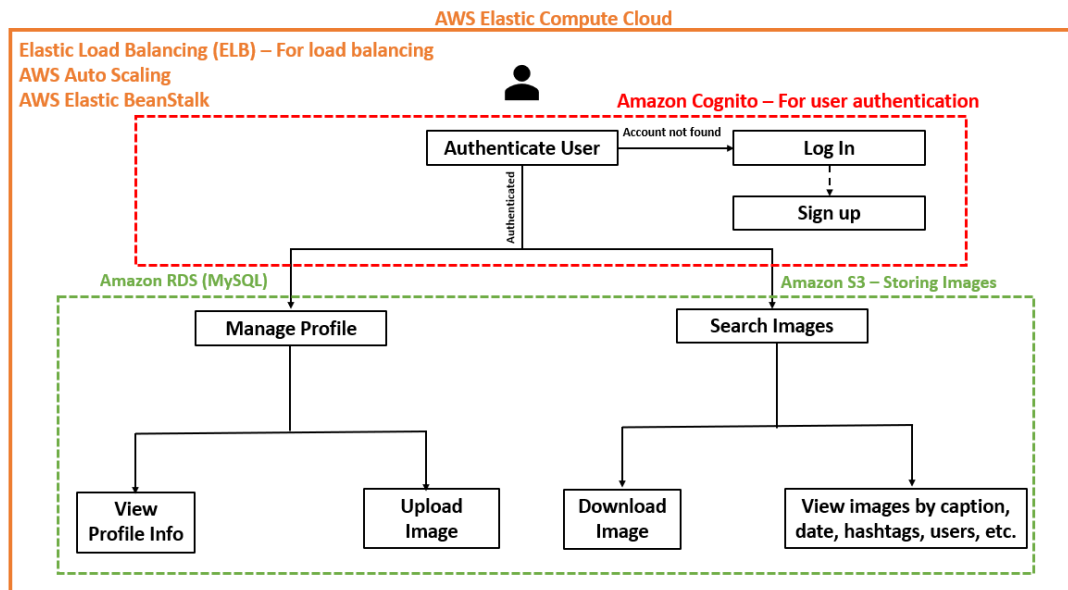 AWS Elastic Compute Cloud
Elastic Load Balancing (ELB) – For load balancing
AWS Auto Scaling
AWS Elastic BeanStalk
Amazon Cognito – For user authentication
Authenticate User
Account not found
Log In
Authenticated
Sign up
Amazon RDS (MySQL)
Amazon S3 – Storing Images
Manage Profile
Search Images
View
Profile Info
Upload
Image
Download
Image
View images by caption,
date, hashtags, users, etc.